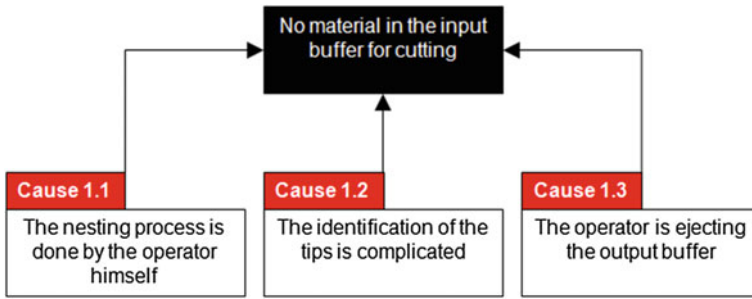 No material in the input
buffer for cutting
Cause 1.1
The nesting process is
done by the operator
himself
Cause 1.2
The identification of the
tips is complicated
Cause 1.3
The operator is ejecting
the output buffer